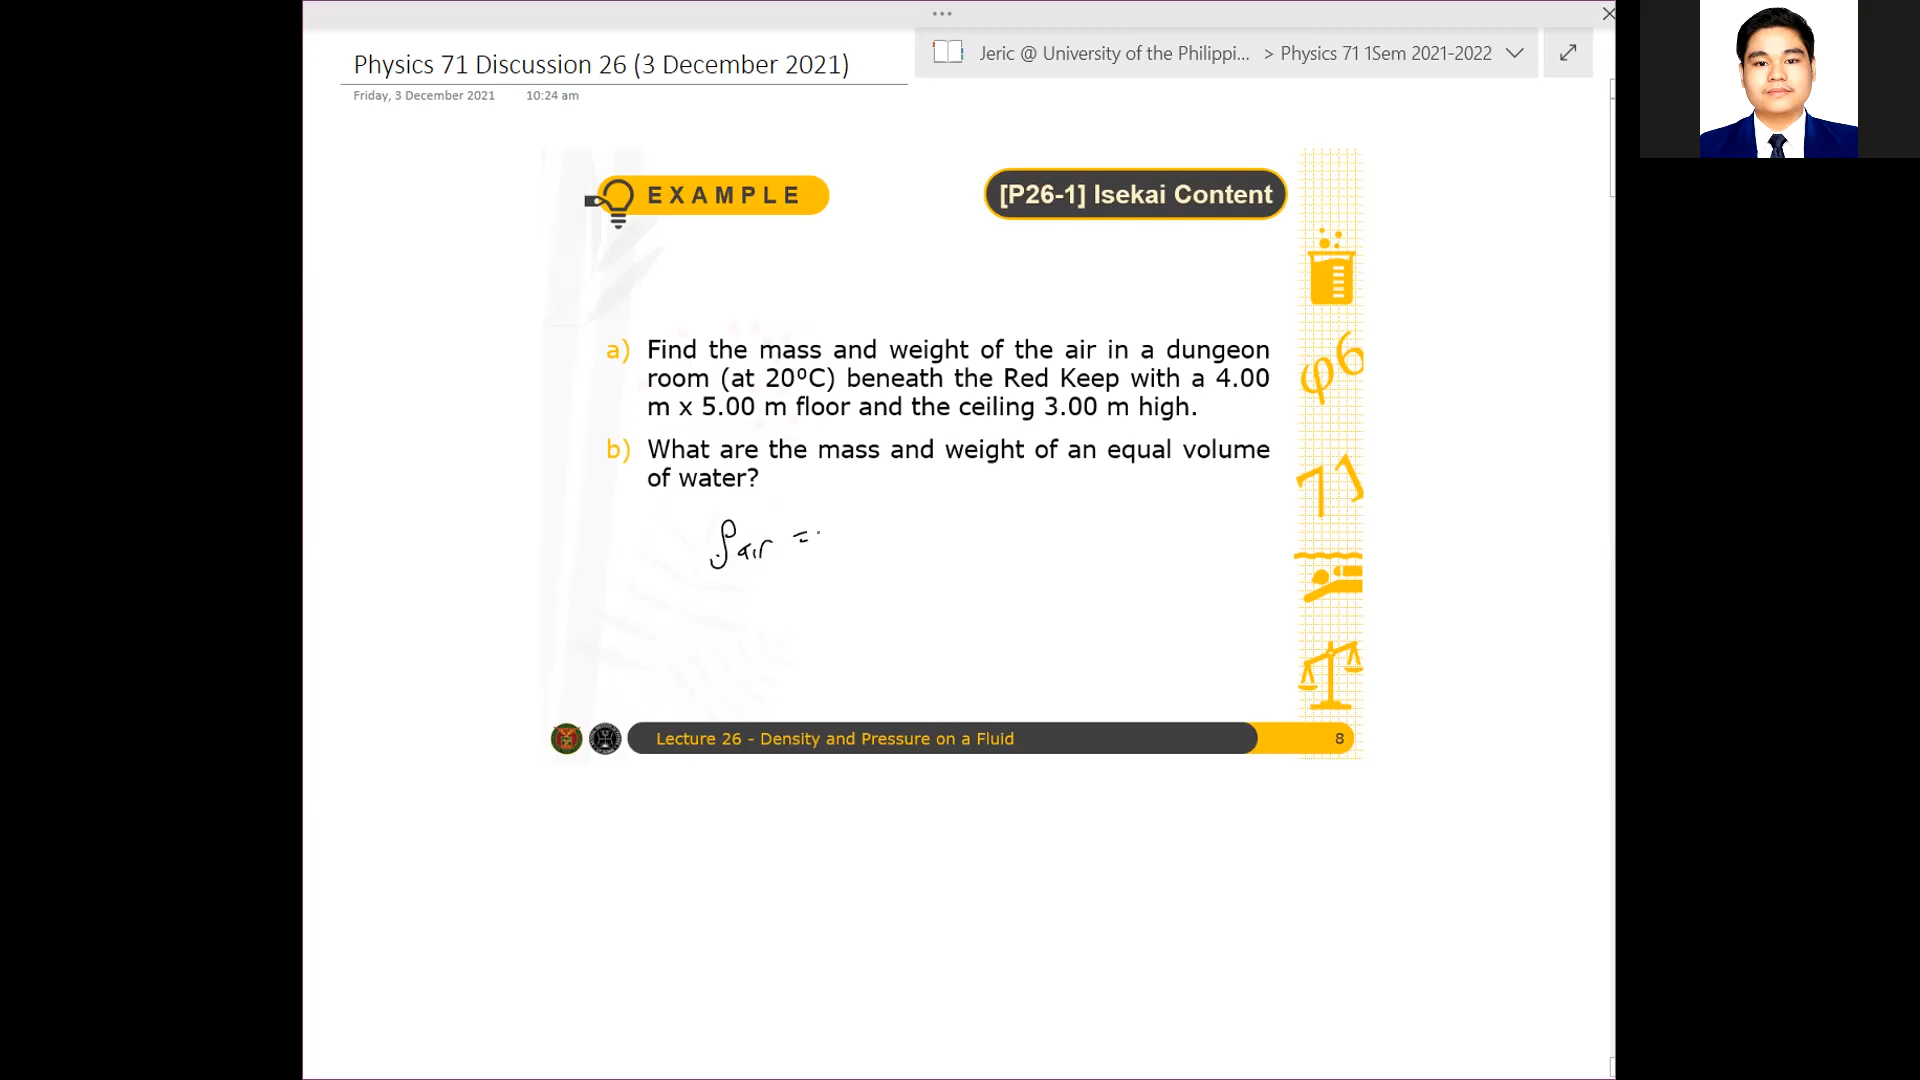 Physics 71 Discussion 26 (3 December 2021)
Jeric @ University of the Philippi... > Physics 71 1Sem 2021-2022
Friday, 3 December 2021 10:24 am
EXAMPLE
[P26-1] Isekai Content
a) Find the mass and weight of the air in a dungeon
room (at 20ºC) beneath the Red Keep with a 4.00
m x 5.00 m floor and the ceiling 3.00 m high.
b) What are the mass and weight of an equal volume
of water?
ρair =
φ6
71
Lecture 26 - Density and Pressure on a Fluid
8